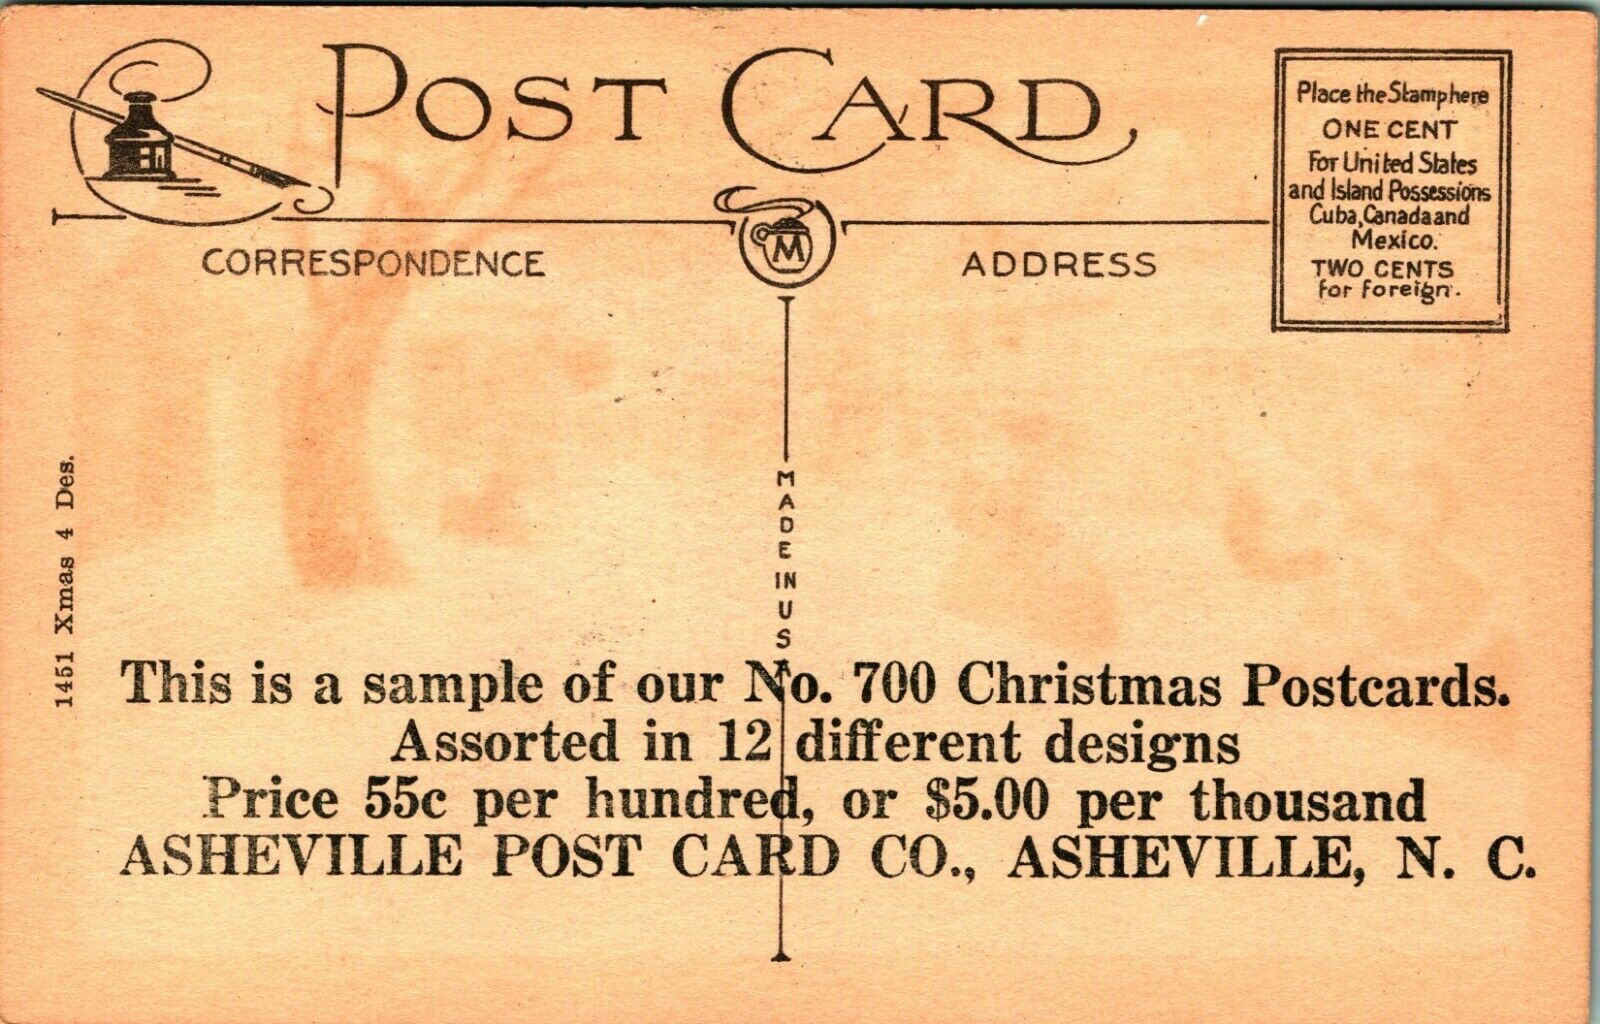 POST CARD
Place the Stamp here
ONE CENT
For United States
and Island Possessions
Cuba, Canada and
Mexico.
TWO CENTS
for foreign.
M
CORRESPONDENCE
ADDRESS
MADE IN USA
1451 Xmas 4 Des.
This is a sample of our No. 700 Christmas Postcards.
Assorted in 12 different designs
Price 55c per hundred, or $5.00 per thousand
ASHEVILLE POST CARD CO., ASHEVILLE, N. C.